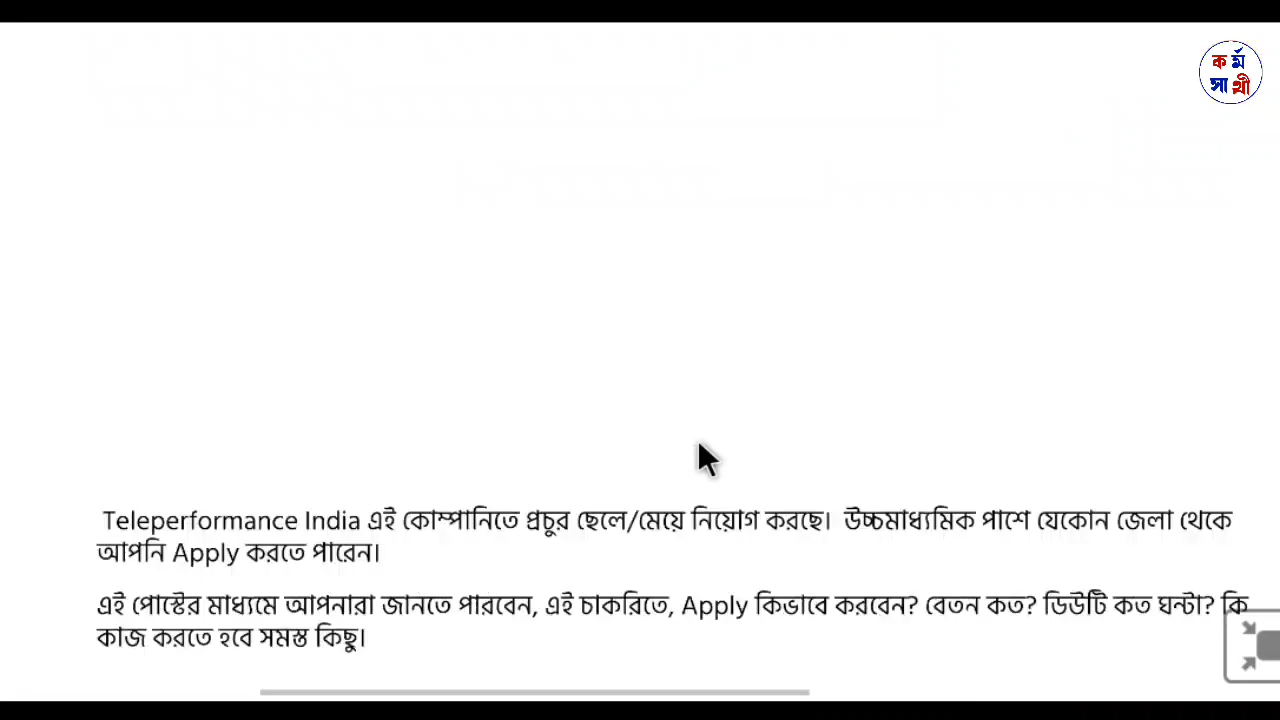 কর্ম
সাথী
Teleperformance India এই কোম্পানিতে প্রচুর ছেলে/মেয়ে নিয়োগ করছে। উচ্চমাধ্যমিক পাশে যেকোন জেলা থেকে
আপনি Apply করতে পারেন।
এই পোস্টের মাধ্যমে আপনারা জানতে পারবেন, এই চাকরিতে, Apply কিভাবে করবেন? বেতন কত? ডিউটি কত ঘন্টা? কি
কাজ করতে হবে সমস্ত কিছু।